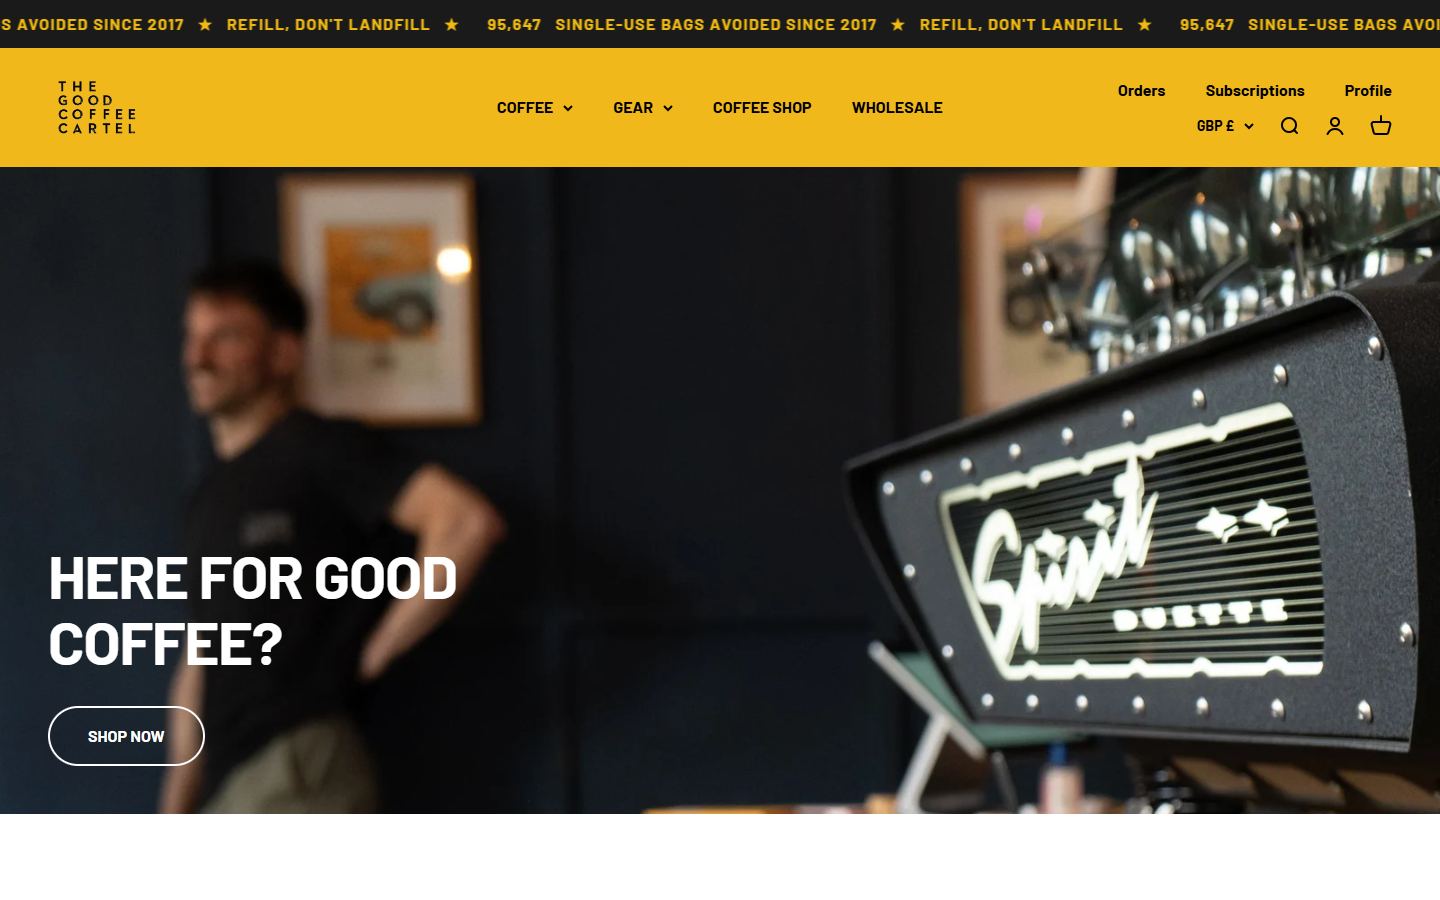 S AVOIDED SINCE 2017 ★ REFILL, DON'T LANDFILL ★ 95,647 SINGLE-USE BAGS AVOIDED SINCE 2017 ★ REFILL, DON'T LANDFILL ★ 95,647 SINGLE-USE BAGS AVOI
THE
GOOD
COFFEE
CARTEL
COFFEE GEAR COFFEE SHOP WHOLESALE
Orders Subscriptions Profile
GBP £
Spirit
DUETTE
HERE FOR GOOD
COFFEE?
SHOP NOW